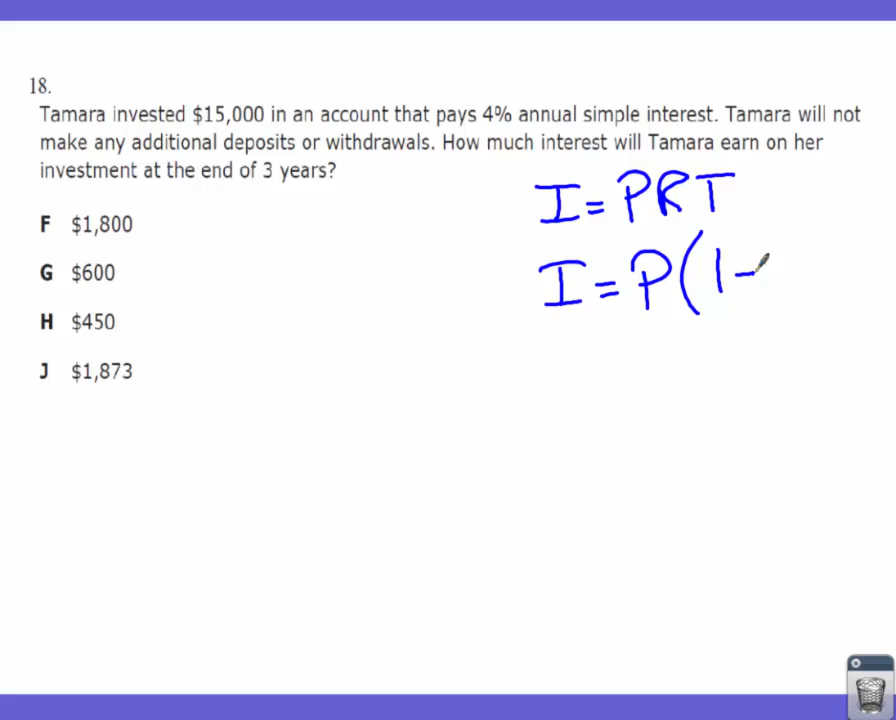 18.
Tamara invested $15,000 in an account that pays 4% annual simple interest. Tamara will not
make any additional deposits or withdrawals. How much interest will Tamara earn on her
investment at the end of 3 years?
I = PRT
F $1,800
I = P(1-
G $600
H $450
J $1,873